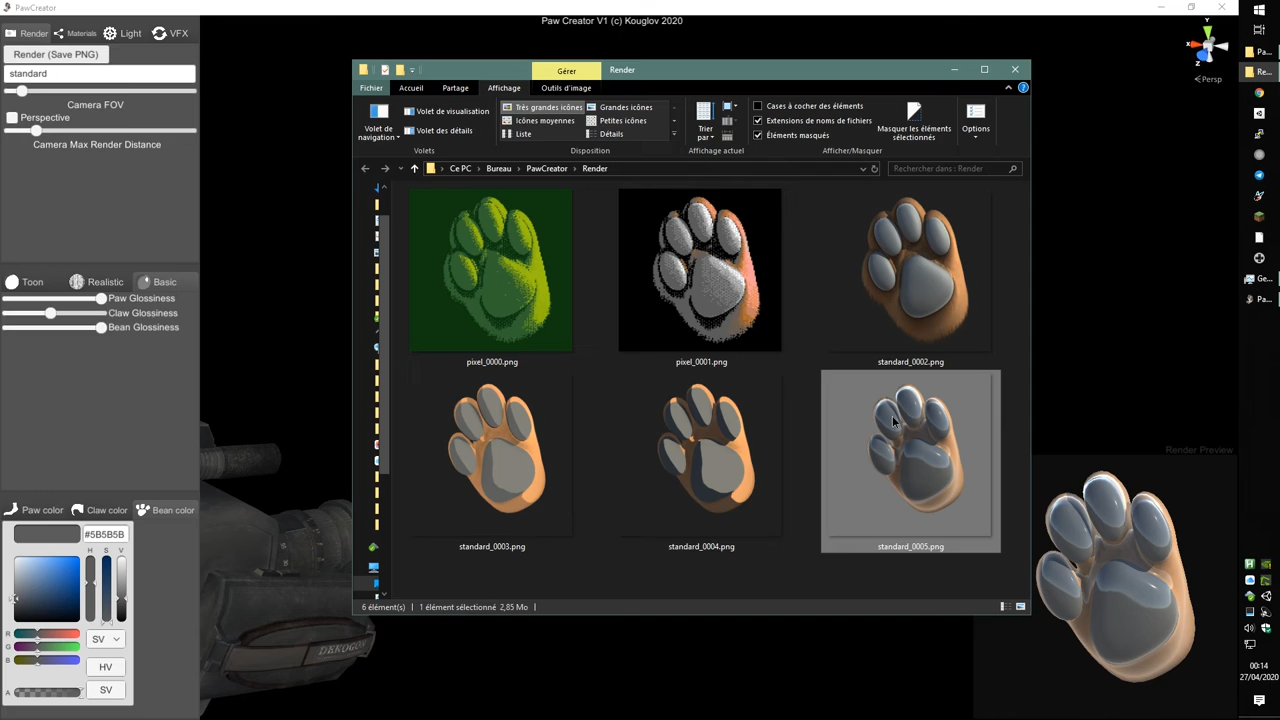 PawCreator
Paw Creator V1 (c) Kouglov 2020
Render Materials Light VFX
Render (Save PNG)
standard
Camera FOV
Perspective
Camera Max Render Distance
Toon Realistic Basic
Paw Glossiness
Claw Glossiness
Bean Glossiness
Paw color Claw color Bean color
#5B5B5B
H S V
R
G
B
SV
HV
A
SV
Gérer Render
Fichier Accueil Partage Affichage Outils d'image
Volet de navigation
Volet de visualisation
Volet des détails
Volets
Très grandes icônes Grandes icônes
Icônes moyennes Petites icônes
Liste Détails
Disposition
Trier par
Affichage actuel
Cases à cocher des éléments
Extensions de noms de fichiers
Éléments masqués
Masquer les éléments sélectionnés
Afficher/Masquer
Options
Ce PC Bureau PawCreator Render
Rechercher dans : Render
pixel_0000.png pixel_0001.png standard_0002.png
standard_0003.png standard_0004.png standard_0005.png
6 élément(s) 1 élément sélectionné 2,85 Mo
DEKOGON
Render Preview
Y
X
Z
Persp
Pa...
Re...
Ge...
Pa...
00:14
27/04/2020